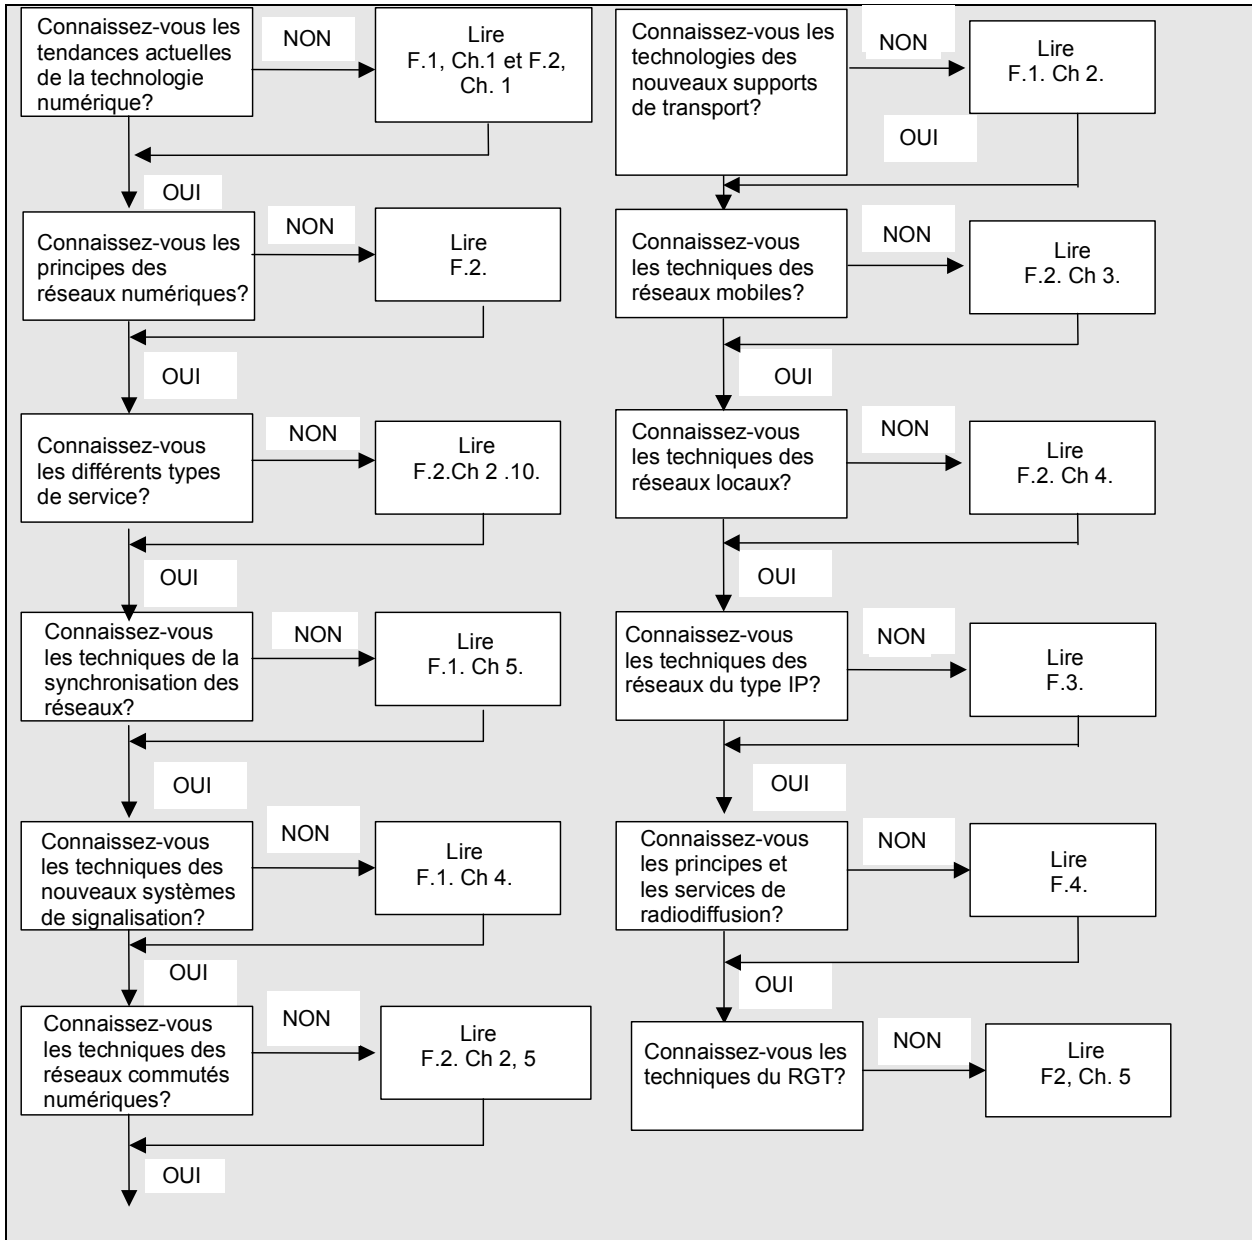 Connaissez-vous les
tendances actuelles
de la technologie
numérique?
NON
Lire
F.1, Ch.1 et F.2,
Ch. 1
OUI
Connaissez-vous les
principes des
réseaux numériques?
NON
Lire
F.2.
OUI
Connaissez-vous
les différents types
de service?
NON
Lire
F.2.Ch 2 .10.
OUI
Connaissez-vous
les techniques de la
synchronisation des
réseaux?
NON
Lire
F.1. Ch 5.
OUI
Connaissez-vous
les techniques des
nouveaux systèmes
de signalisation?
NON
Lire
F.1. Ch 4.
OUI
Connaissez-vous
les techniques des
réseaux commutés
numériques?
NON
Lire
F.2. Ch 2, 5
OUI
Connaissez-vous les
technologies des
nouveaux supports
de transport?
NON
Lire
F.1. Ch 2.
OUI
Connaissez-vous
les techniques des
réseaux mobiles?
NON
Lire
F.2. Ch 3.
OUI
Connaissez-vous
les techniques des
réseaux locaux?
NON
Lire
F.2. Ch 4.
OUI
Connaissez-vous
les techniques des
réseaux du type IP?
NON
Lire
F.3.
OUI
Connaissez-vous
les principes et
les services de
radiodiffusion?
NON
Lire
F.4.
OUI
Connaissez-vous les
techniques du RGT?
NON
Lire
F2, Ch. 5